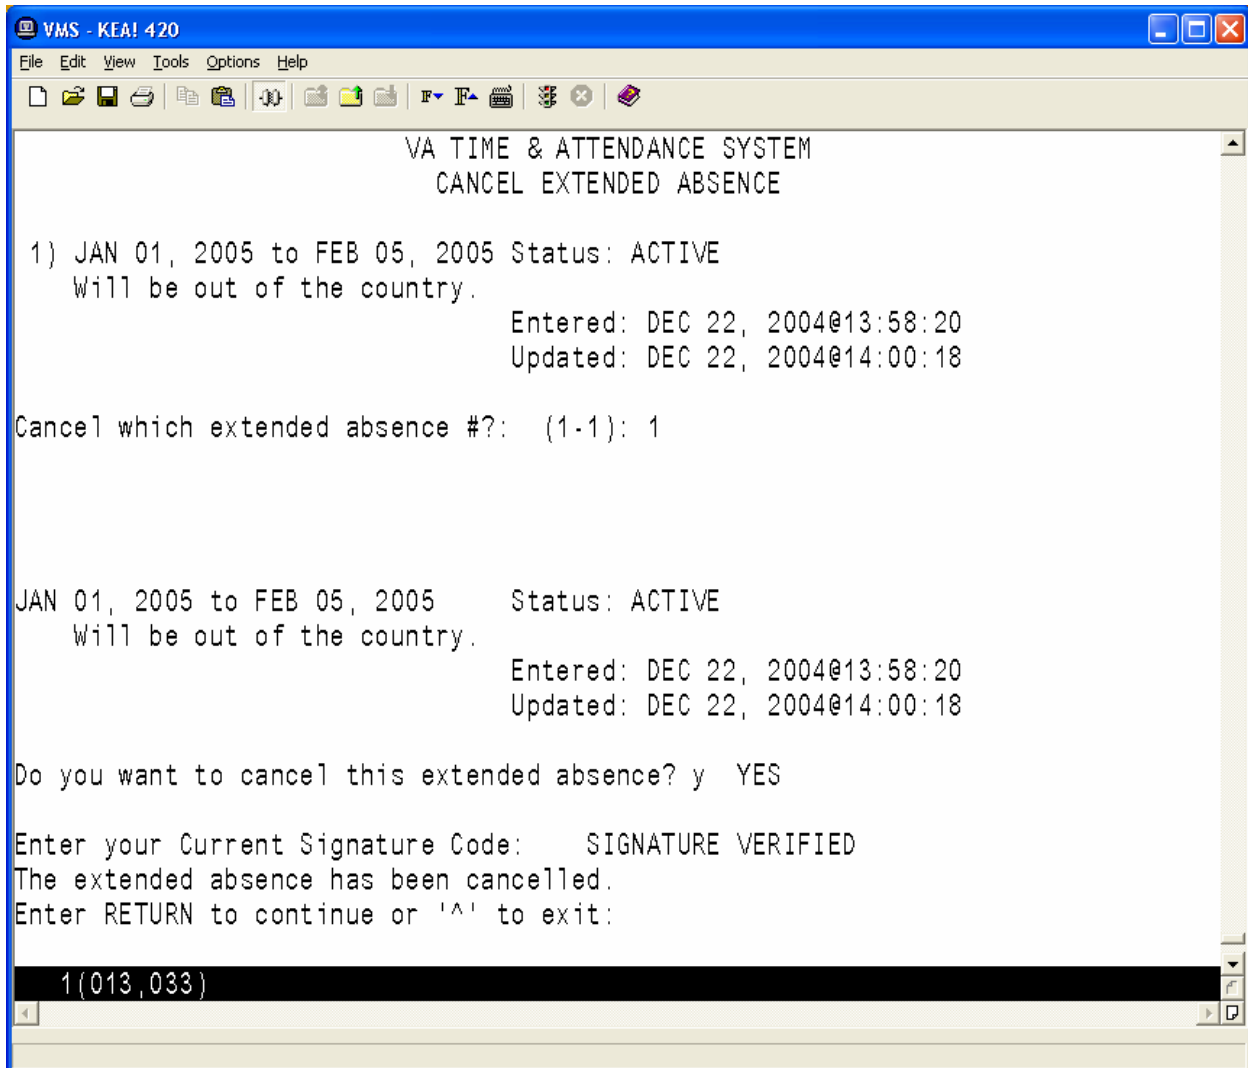 VMS - KEA! 420
File Edit View Tools Options Help
VA TIME & ATTENDANCE SYSTEM
CANCEL EXTENDED ABSENCE
1) JAN 01, 2005 to FEB 05, 2005 Status: ACTIVE
Will be out of the country.
Entered: DEC 22, 2004@13:58:20
Updated: DEC 22, 2004@14:00:18
Cancel which extended absence #?: (1-1): 1
JAN 01, 2005 to FEB 05, 2005 Status: ACTIVE
Will be out of the country.
Entered: DEC 22, 2004@13:58:20
Updated: DEC 22, 2004@14:00:18
Do you want to cancel this extended absence? y YES
Enter your Current Signature Code: SIGNATURE VERIFIED
The extended absence has been cancelled.
Enter RETURN to continue or '^' to exit:
1(013,033)